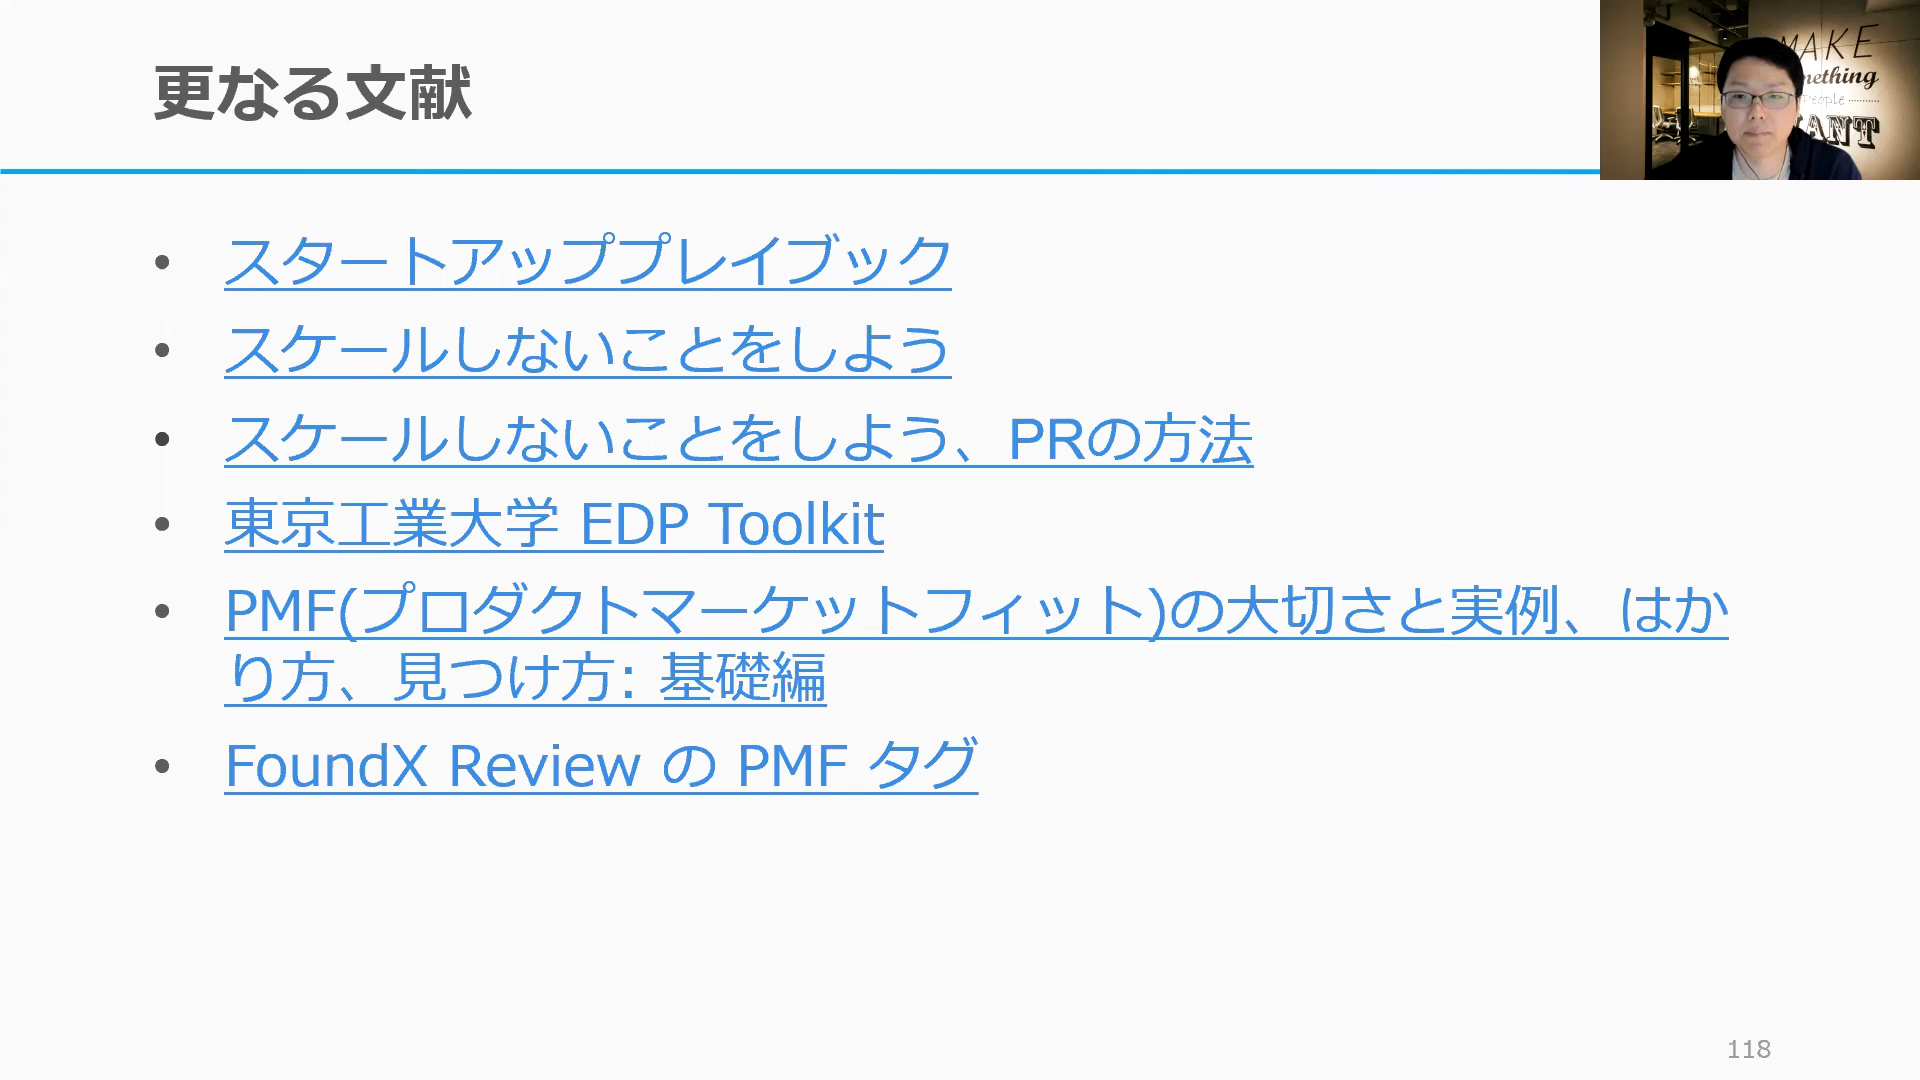 更なる文献
MAKE
mething
People
ANT
• スタートアッププレイブック
• スケールしないことをしよう
• スケールしないことをしよう、PRの方法
• 東京工業大学 EDP Toolkit
• PMF(プロダクトマーケットフィット)の大切さと実例、はか
り方、見つけ方: 基礎編
• FoundX Review の PMF タグ
118